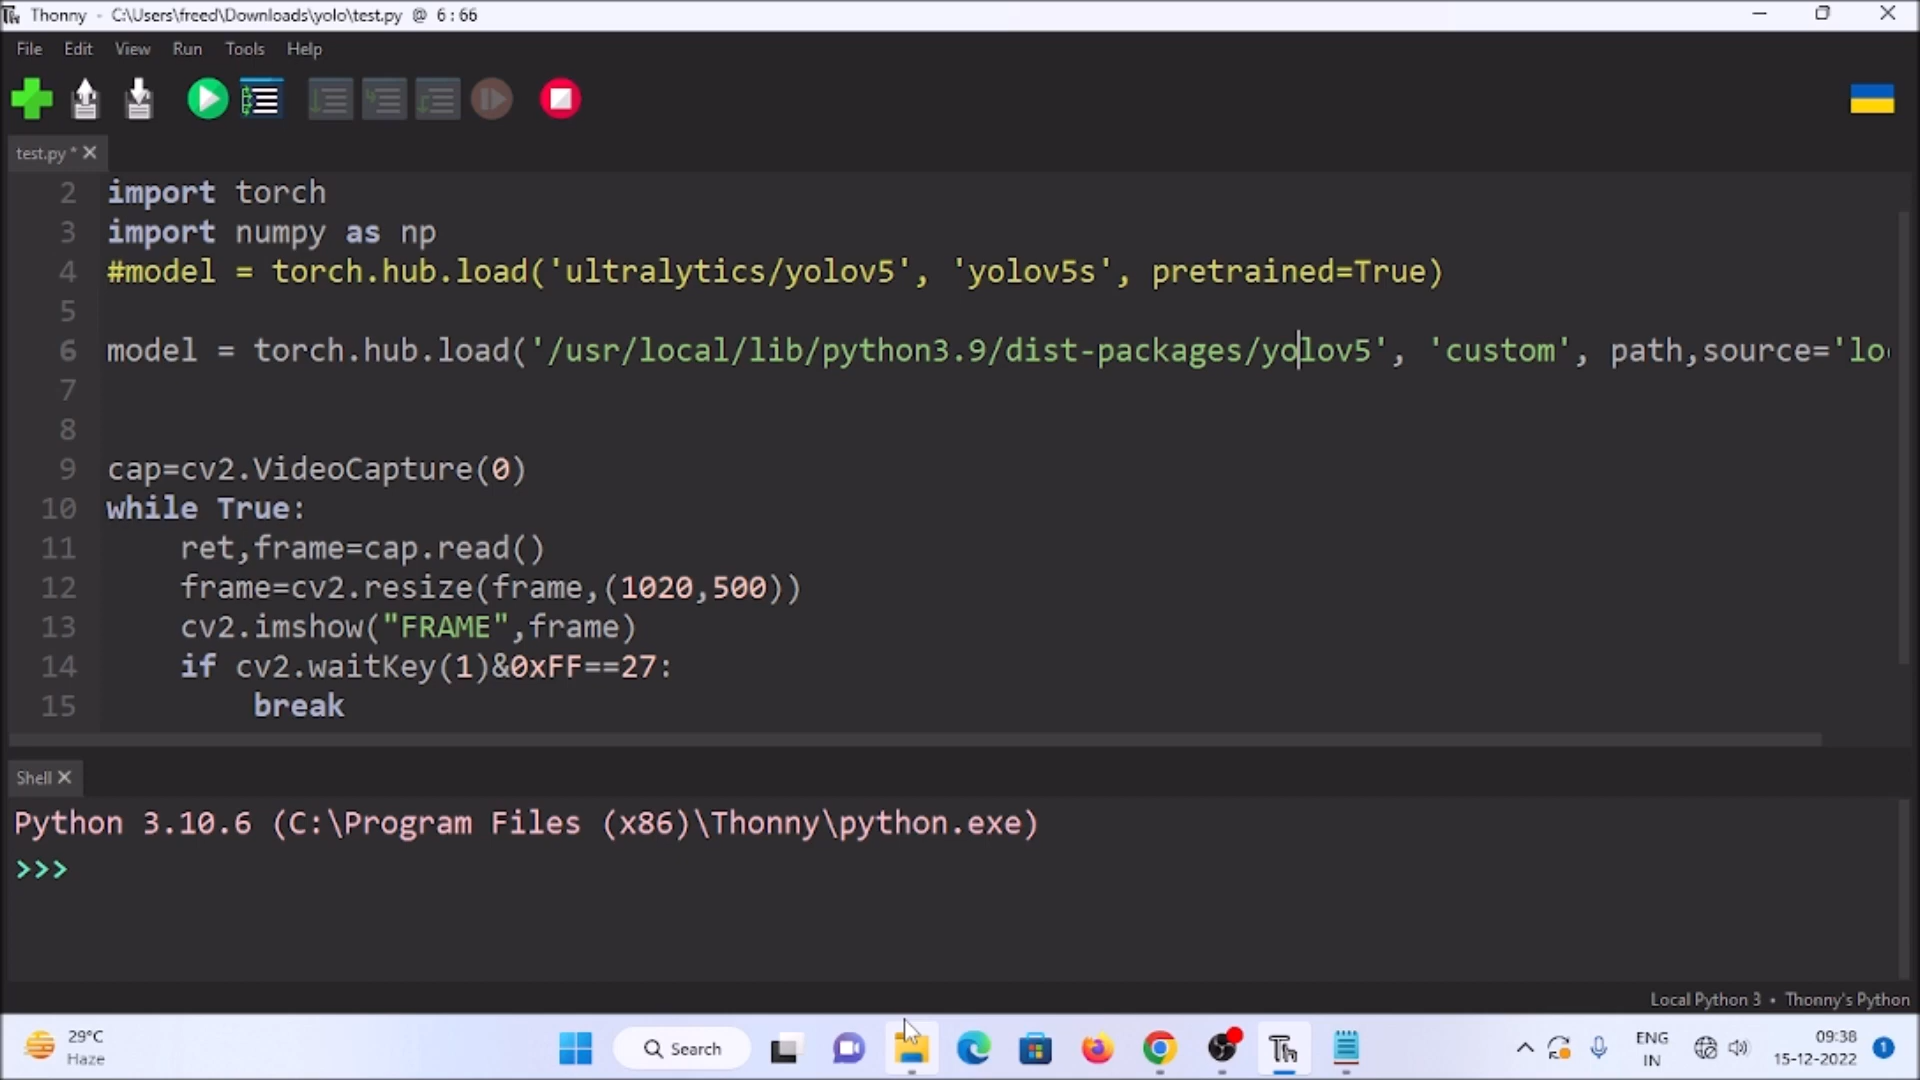 Thonny - C:\Users\freed\Downloads\yolo\test.py @ 6:66
File Edit View Run Tools Help
test.py *
2 import torch
3 import numpy as np
4 #model = torch.hub.load('ultralytics/yolov5', 'yolov5s', pretrained=True)
5
6 model = torch.hub.load('/usr/local/lib/python3.9/dist-packages/yolov5', 'custom', path,source='lo
7
8
9 cap=cv2.VideoCapture(0)
10 while True:
11 ret,frame=cap.read()
12 frame=cv2.resize(frame,(1020,500))
13 cv2.imshow("FRAME",frame)
14 if cv2.waitKey(1)&0xFF==27:
15 break
Shell
Python 3.10.6 (C:\Program Files (x86)\Thonny\python.exe)
>>>
Local Python 3 • Thonny's Python
29°C
Haze
Search
Th
ENG
IN
09:38
15-12-2022
1